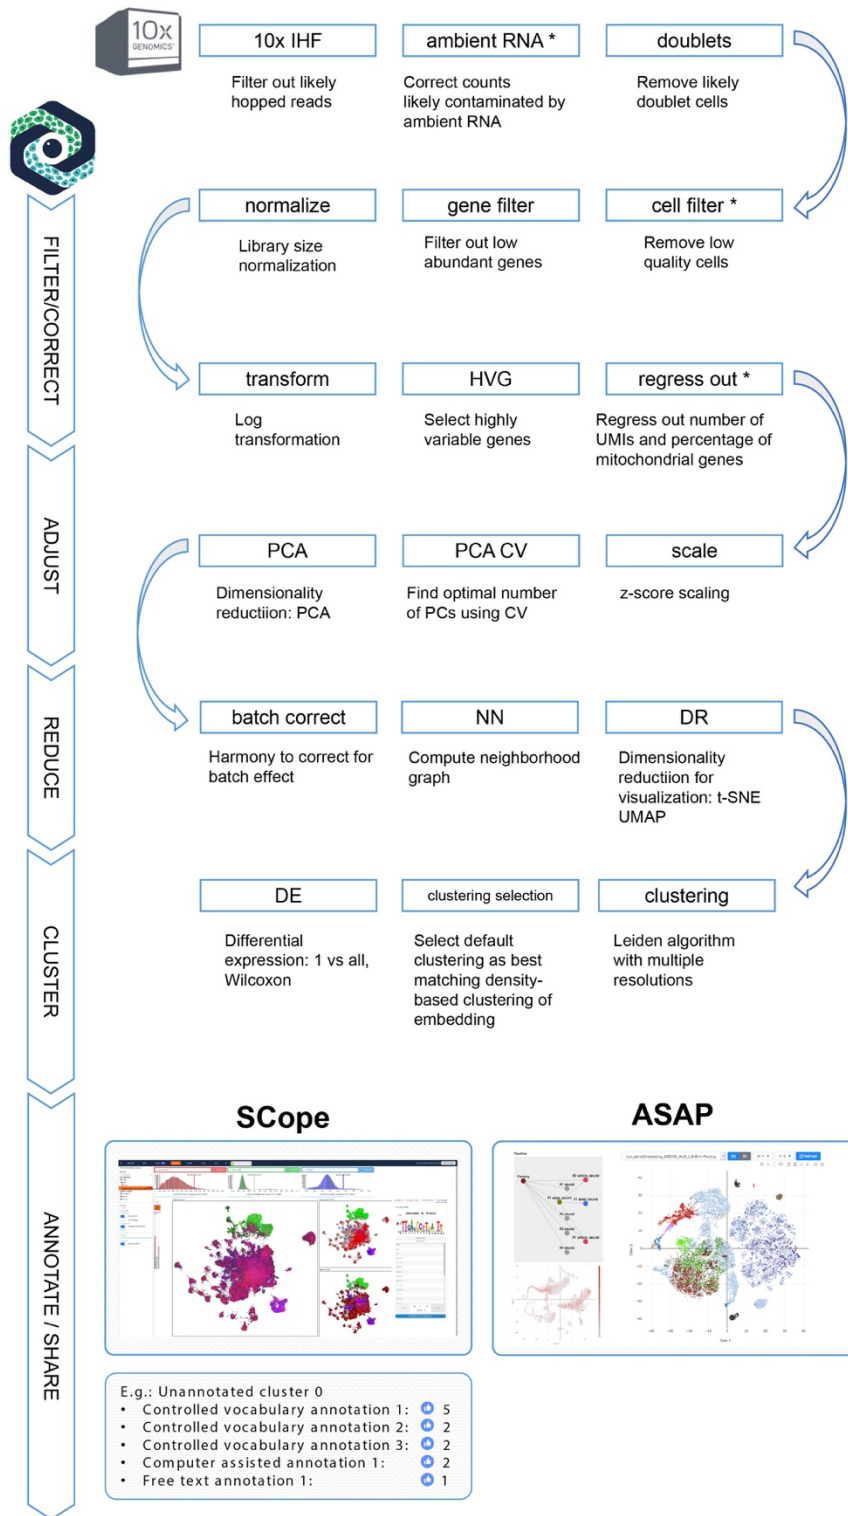 10x
GENOMICS
10x IHF
ambient RNA *
doublets
Filter out likely
hopped reads
Correct counts
likely contaminated by
ambient RNA
Remove likely
doublet cells
FILTER/CORRECT
normalize
gene filter
cell filter *
Library size
normalization
Filter out low
abundant genes
Remove low
quality cells
transform
HVG
regress out *
Log
transformation
Select highly
variable genes
Regress out number of
UMIs and percentage of
mitochondrial genes
ADJUST
PCA
PCA CV
scale
Dimensionality
reductiion: PCA
Find optimal number
of PCs using CV
z-score scaling
REDUCE
batch correct
NN
DR
Harmony to correct for
batch effect
Compute neighborhood
graph
Dimensionality
reductiion for
visualization: t-SNE
UMAP
CLUSTER
DE
clustering selection
clustering
Differential
expression: 1 vs all,
Wilcoxon
Select default
clustering as best
matching density-
based clustering of
embedding
Leiden algorithm
with multiple
resolutions
ANNOTATE / SHARE
SCope
ASAP
Pipeline
E.g.: Unannotated cluster 0
• Controlled vocabulary annotation 1: 5
• Controlled vocabulary annotation 2: 2
• Controlled vocabulary annotation 3: 2
• Computer assisted annotation 1: 2
• Free text annotation 1: 1